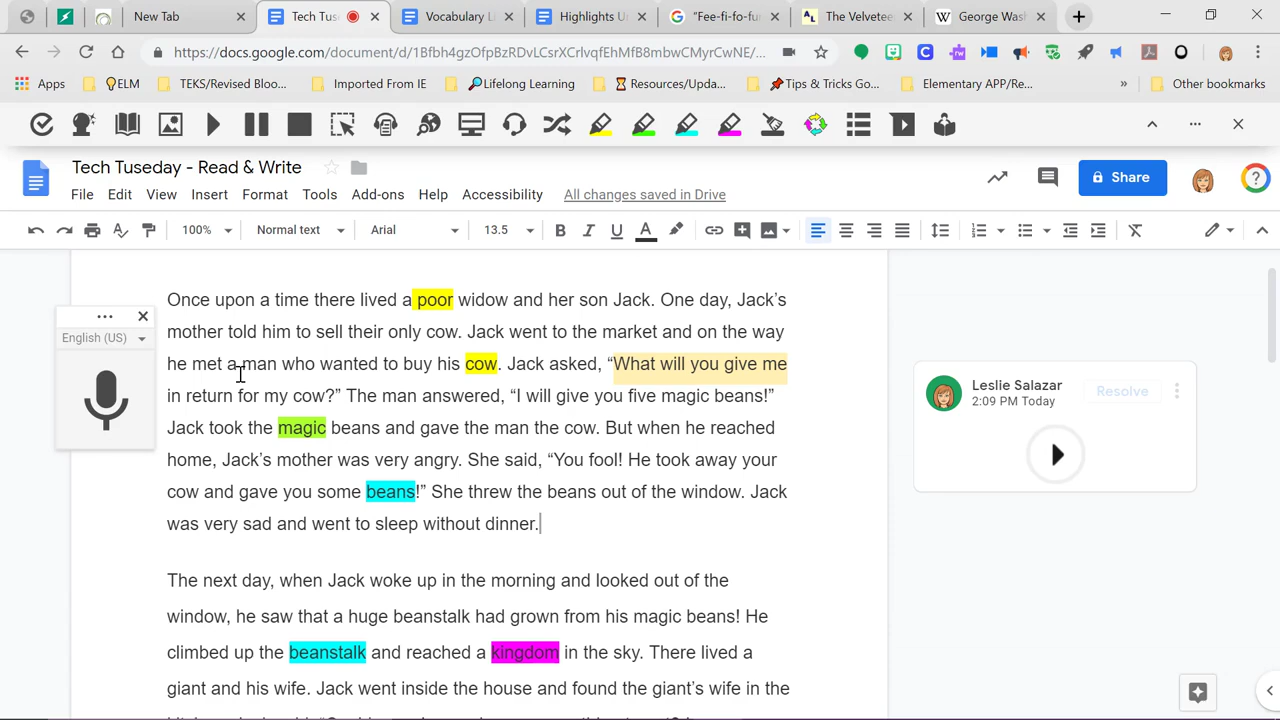 New Tab
Tech Tuse
Vocabulary Li
Highlights U
"Fe-fi-fo-fur
The Velvetee
George Wash
https://docs.google.com/document/d/1Bfbh4gzOfpBzRDvLCsrXCrlvqfEhMfB8mbwCMyrCwNE/...
Apps
ELM
TEKS/Revised Bloo...
Imported From IE
Lifelong Learning
Resources/Upda...
Tips & Tricks Go...
Elementary APP/Re...
»
Other bookmarks
Tech Tuseday - Read & Write
File Edit View Insert Format Tools Add-ons Help Accessibility All changes saved in Drive
Share
100% Normal text Arial 13.5 B I U A
Once upon a time there lived a poor widow and her son Jack. One day, Jack’s
mother told him to sell their only cow. Jack went to the market and on the way
he met a man who wanted to buy his cow. Jack asked, “What will you give me
in return for my cow?” The man answered, “I will give you five magic beans!”
Jack took the magic beans and gave the man the cow. But when he reached
home, Jack’s mother was very angry. She said, “You fool! He took away your
cow and gave you some beans!” She threw the beans out of the window. Jack
was very sad and went to sleep without dinner.
The next day, when Jack woke up in the morning and looked out of the
window, he saw that a huge beanstalk had grown from his magic beans! He
climbed up the beanstalk and reached a kingdom in the sky. There lived a
giant and his wife. Jack went inside the house and found the giant’s wife in the
English (US)
Leslie Salazar
2:09 PM Today
Resolve